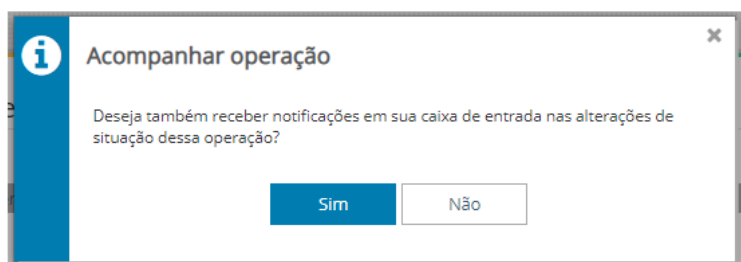 Acompanhar operação
Deseja também receber notificações em sua caixa de entrada nas alterações de
situação dessa operação?
Sim
Não